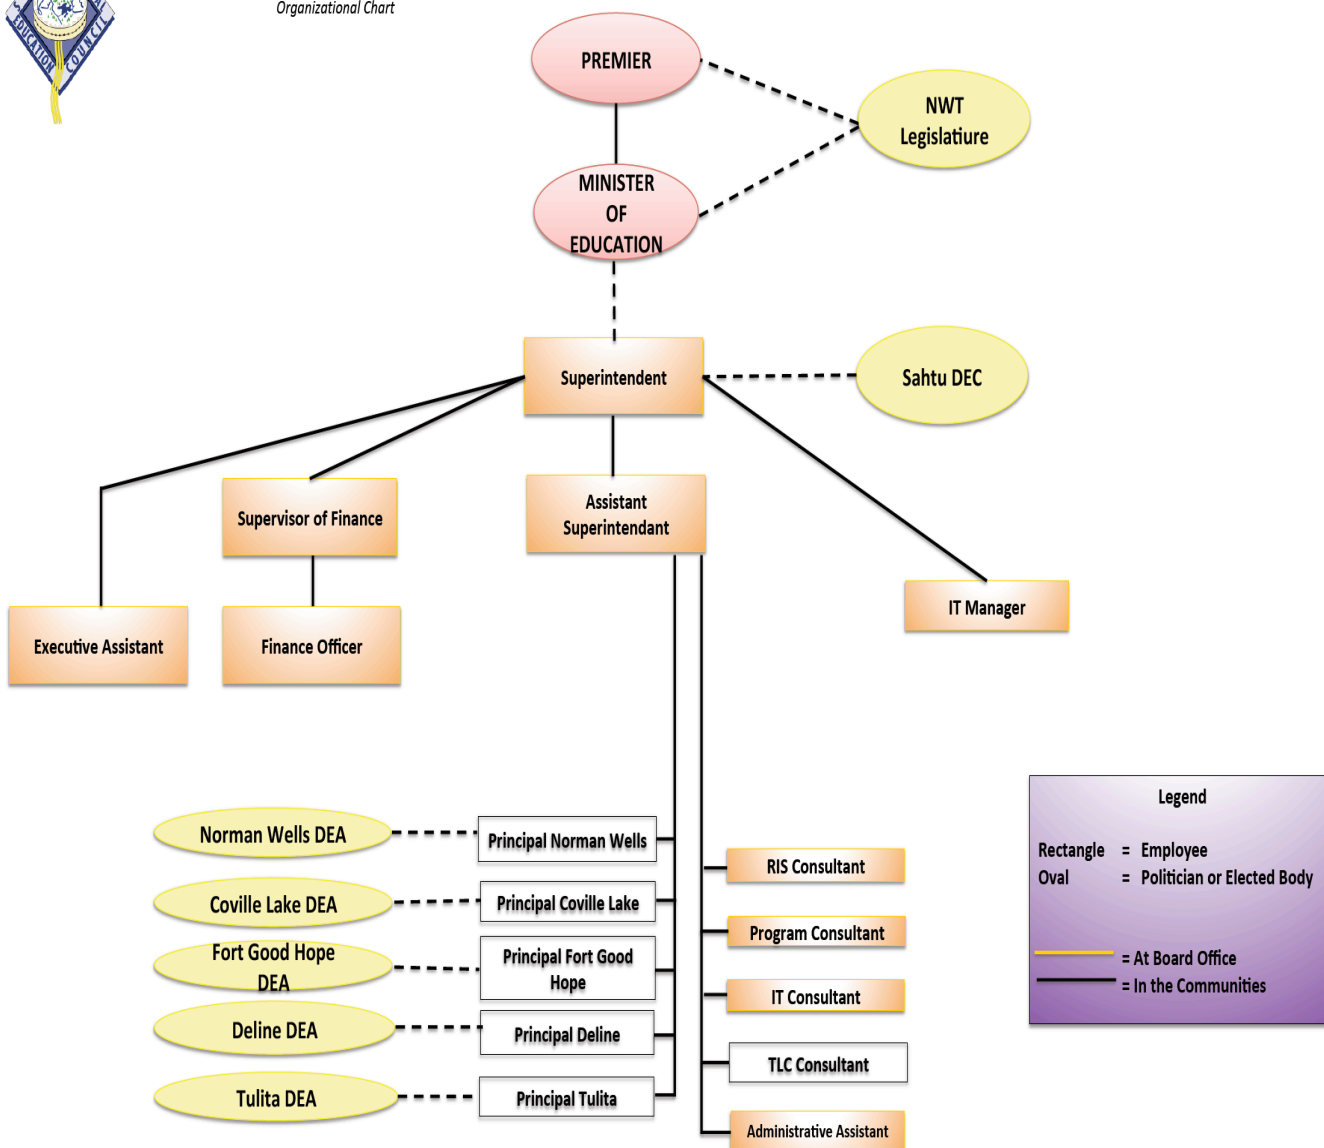 EDUCATION
COUNCIL
Organizational Chart
PREMIER
NWT
Legislatiure
MINISTER
OF
EDUCATION
Superintendent
Sahtu DEC
Supervisor of Finance
Assistant
Superintendant
IT Manager
Executive Assistant
Finance Officer
Norman Wells DEA
Principal Norman Wells
Coville Lake DEA
Principal Coville Lake
Fort Good Hope
DEA
Principal Fort Good
Hope
Deline DEA
Principal Deline
Tulita DEA
Principal Tulita
RIS Consultant
Program Consultant
IT Consultant
TLC Consultant
Administrative Assistant
Legend
Rectangle = Employee
Oval = Politician or Elected Body
= At Board Office
= In the Communities